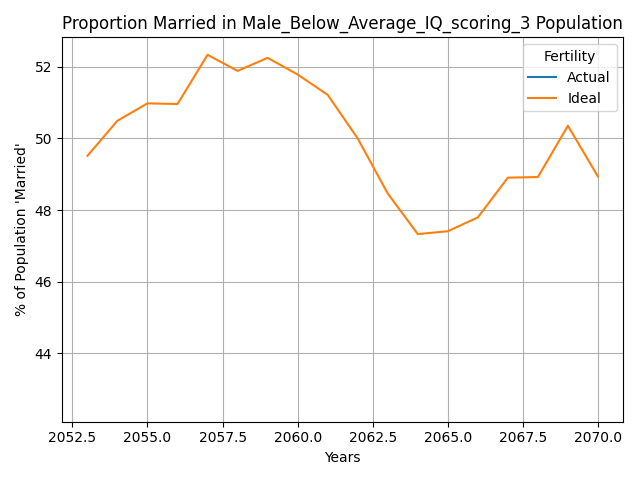 Proportion Married in Male_Below_Average_IQ_scoring_3 Population
Fertility
Actual
Ideal
% of Population 'Married'
52
50
48
46
44
2052.5 2055.0 2057.5 2060.0 2062.5 2065.0 2067.5 2070.0
Years